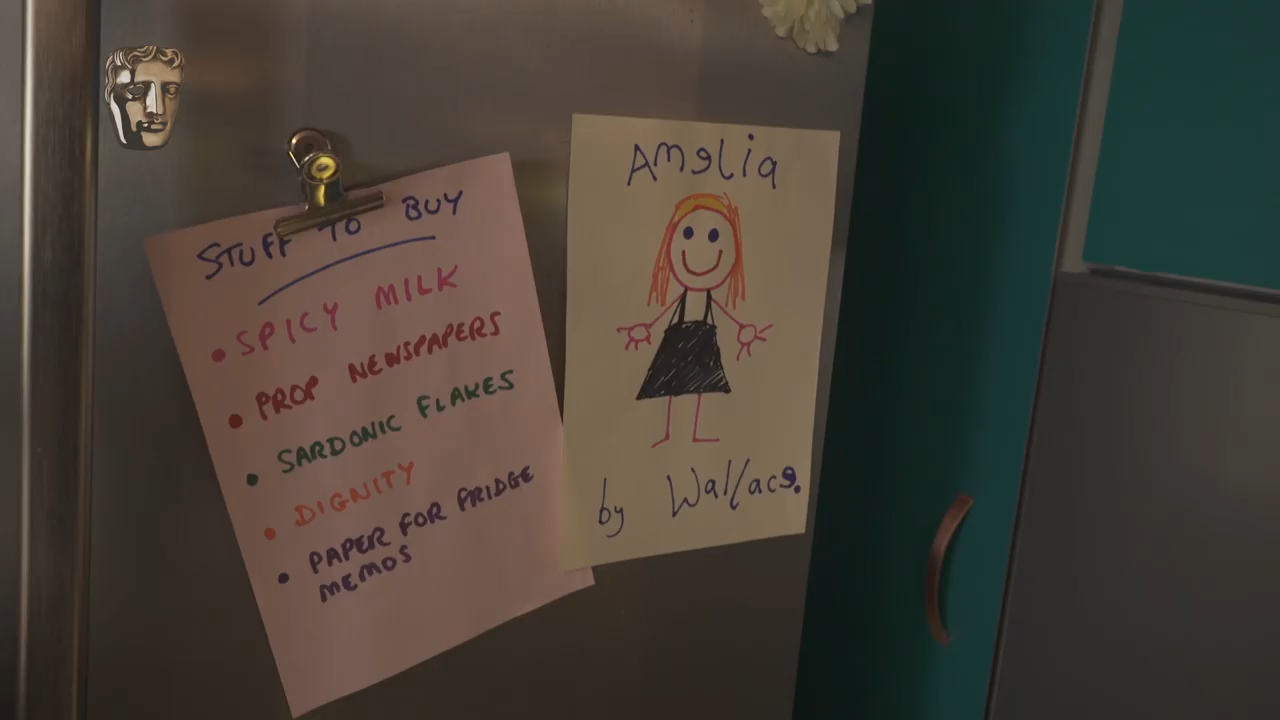 STUFF TO BUY
• SPICY MILK
• PROP NEWSPAPERS
• SARDONIC FLAKES
• DIGNITY
• PAPER FOR FRIDGE
MEMOS
Amelia
by Wallace.